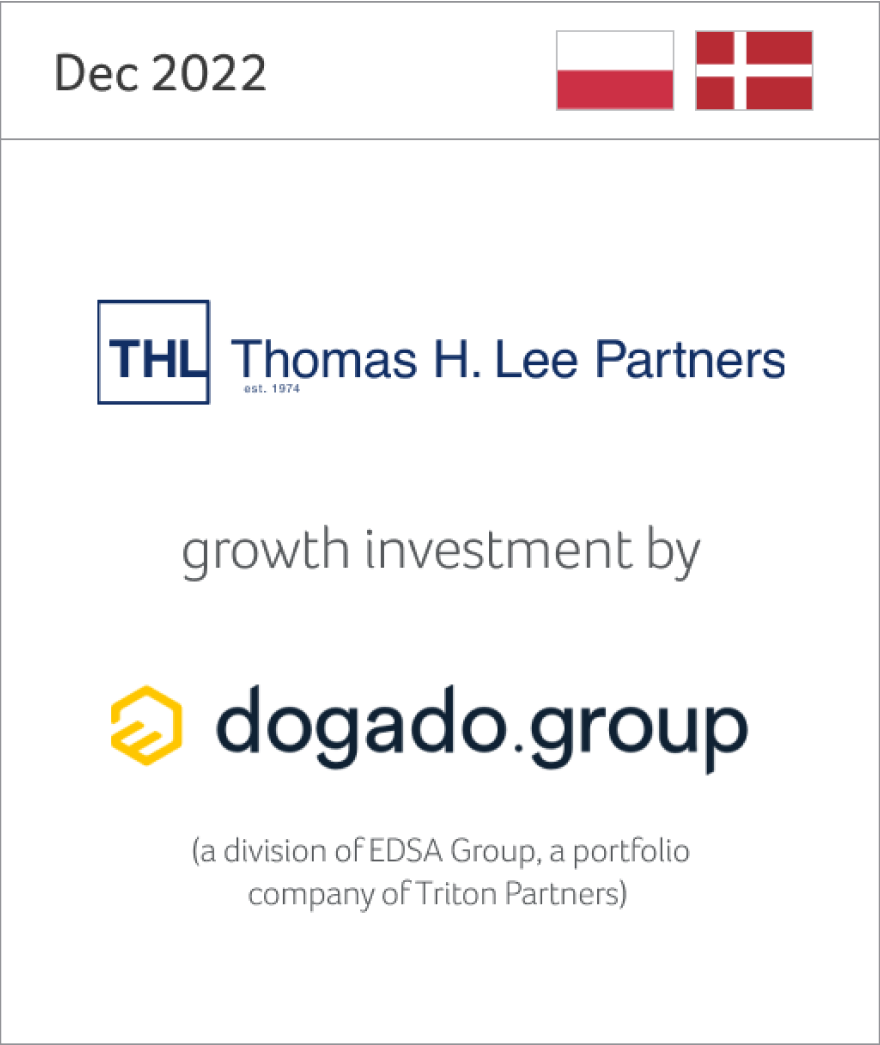 Dec 2022
THL Thomas H. Lee Partners
est. 1974
growth investment by
dogado.group
(a division of EDSA Group, a portfolio
company of Triton Partners)